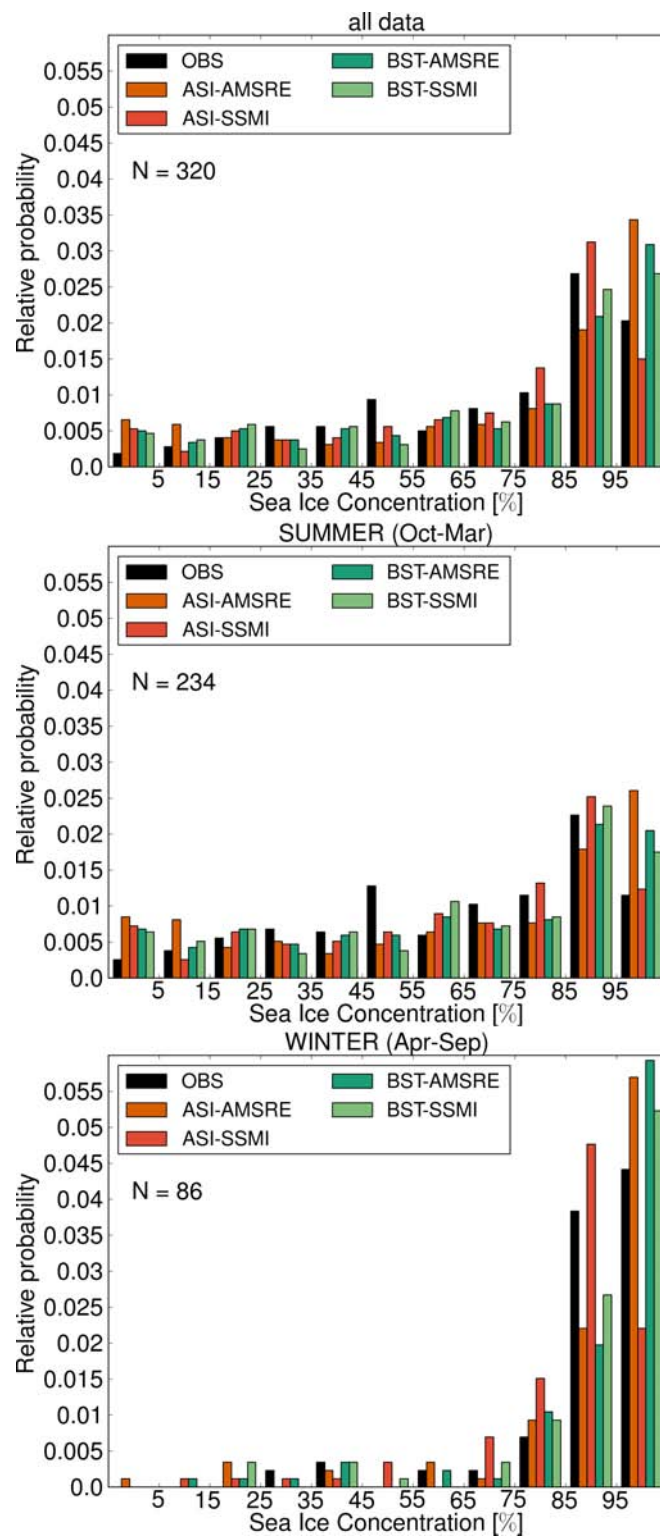 all data
OBS
BST-AMSRE
ASI-AMSRE
BST-SSMI
ASI-SSMI
N = 320
Relative probability
0.055
0.05
0.045
0.04
0.035
0.03
0.025
0.02
0.015
0.01
0.005
0.0
5 15 25 35 45 55 65 75 85 95
Sea Ice Concentration [%]
SUMMER (Oct-Mar)
OBS
BST-AMSRE
ASI-AMSRE
BST-SSMI
ASI-SSMI
N = 234
Relative probability
0.055
0.05
0.045
0.04
0.035
0.03
0.025
0.02
0.015
0.01
0.005
0.0
5 15 25 35 45 55 65 75 85 95
Sea Ice Concentration [%]
WINTER (Apr-Sep)
OBS
BST-AMSRE
ASI-AMSRE
BST-SSMI
ASI-SSMI
N = 86
Relative probability
0.055
0.05
0.045
0.04
0.035
0.03
0.025
0.02
0.015
0.01
0.005
0.0
5 15 25 35 45 55 65 75 85 95
Sea Ice Concentration [%]